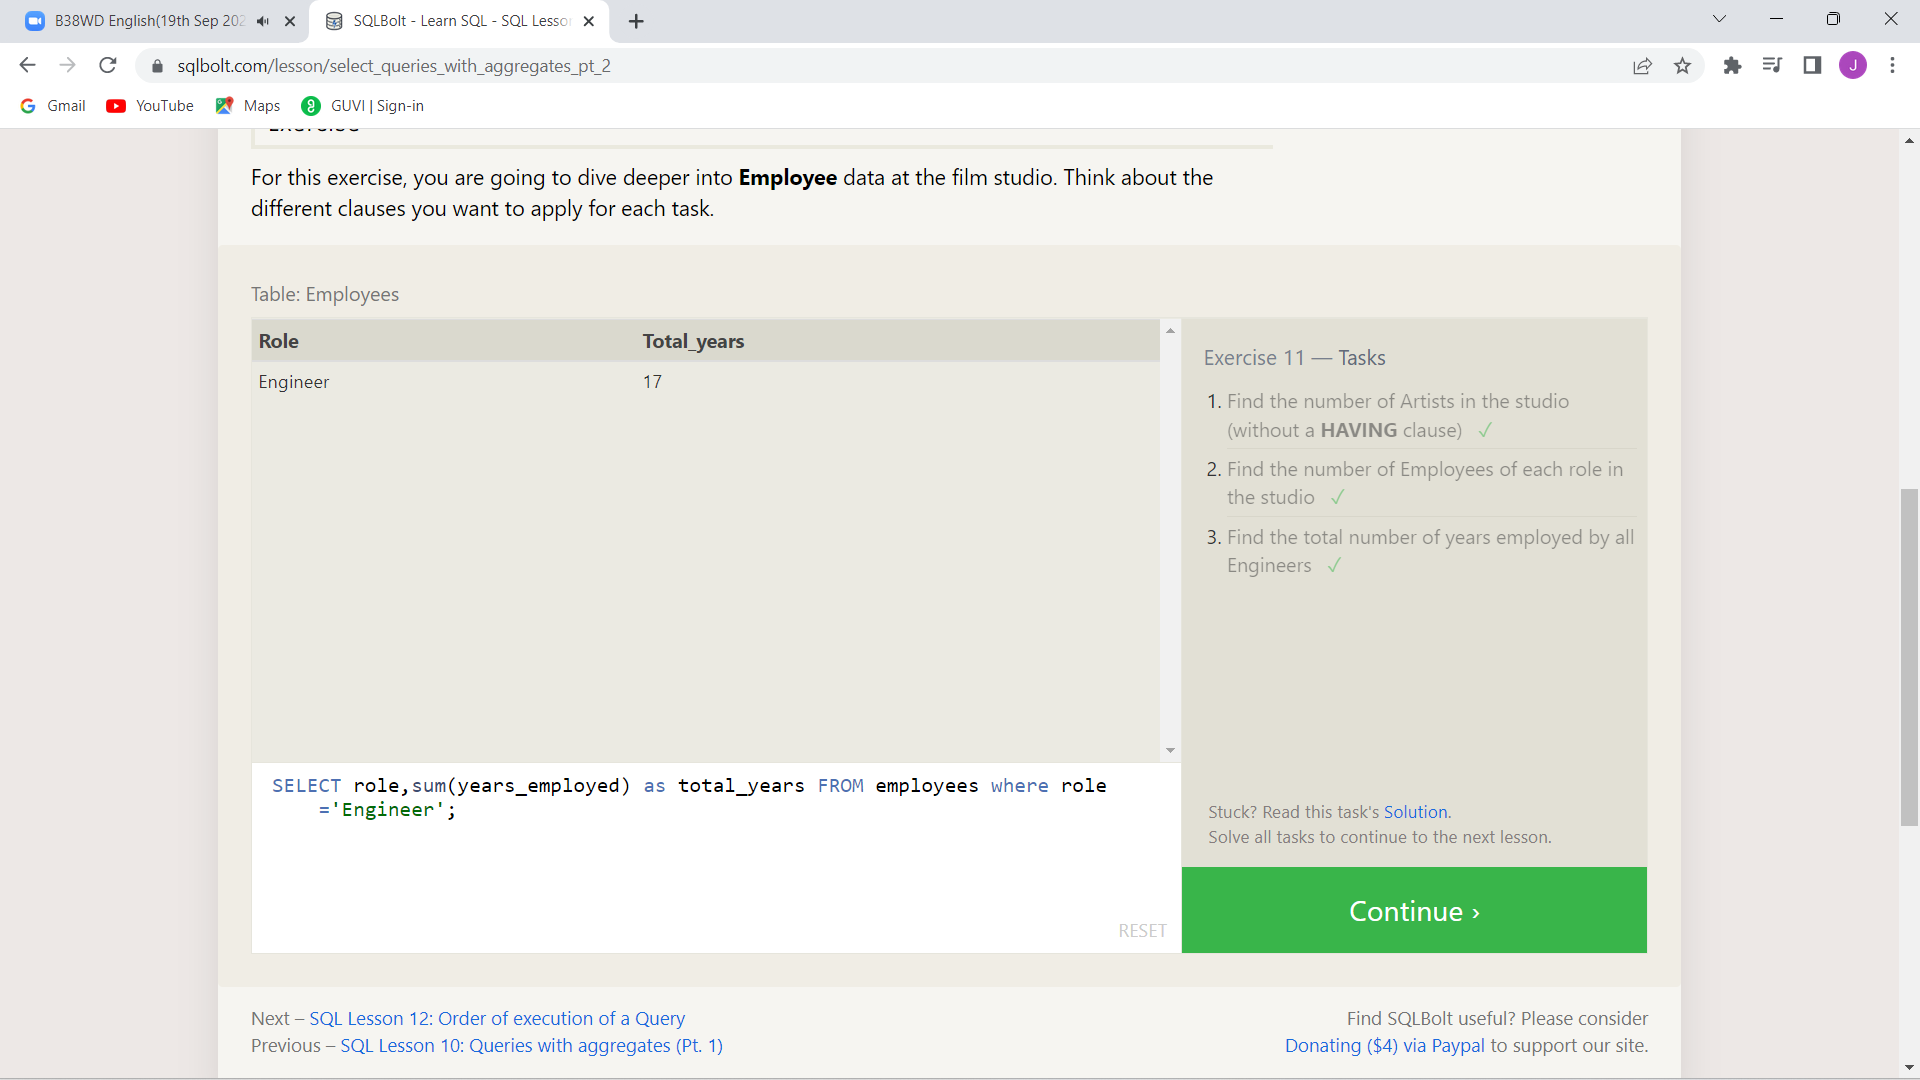 B38WD English(19th Sep 202
SQLBolt - Learn SQL - SQL Lesso
sqlbolt.com/lesson/select_queries_with_aggregates_pt_2
J
Gmail
YouTube
Maps
GUVI | Sign-in
Exercise
For this exercise, you are going to dive deeper into Employee data at the film studio. Think about the
different clauses you want to apply for each task.
Table: Employees
Role Total_years
Engineer 17
SELECT role,sum(years_employed) as total_years FROM employees where role
='Engineer';
RESET
Exercise 11 — Tasks
1. Find the number of Artists in the studio
(without a HAVING clause) ✓
2. Find the number of Employees of each role in
the studio ✓
3. Find the total number of years employed by all
Engineers ✓
Stuck? Read this task's Solution.
Solve all tasks to continue to the next lesson.
Continue ›
Next – SQL Lesson 12: Order of execution of a Query
Previous – SQL Lesson 10: Queries with aggregates (Pt. 1)
Find SQLBolt useful? Please consider
Donating ($4) via Paypal to support our site.